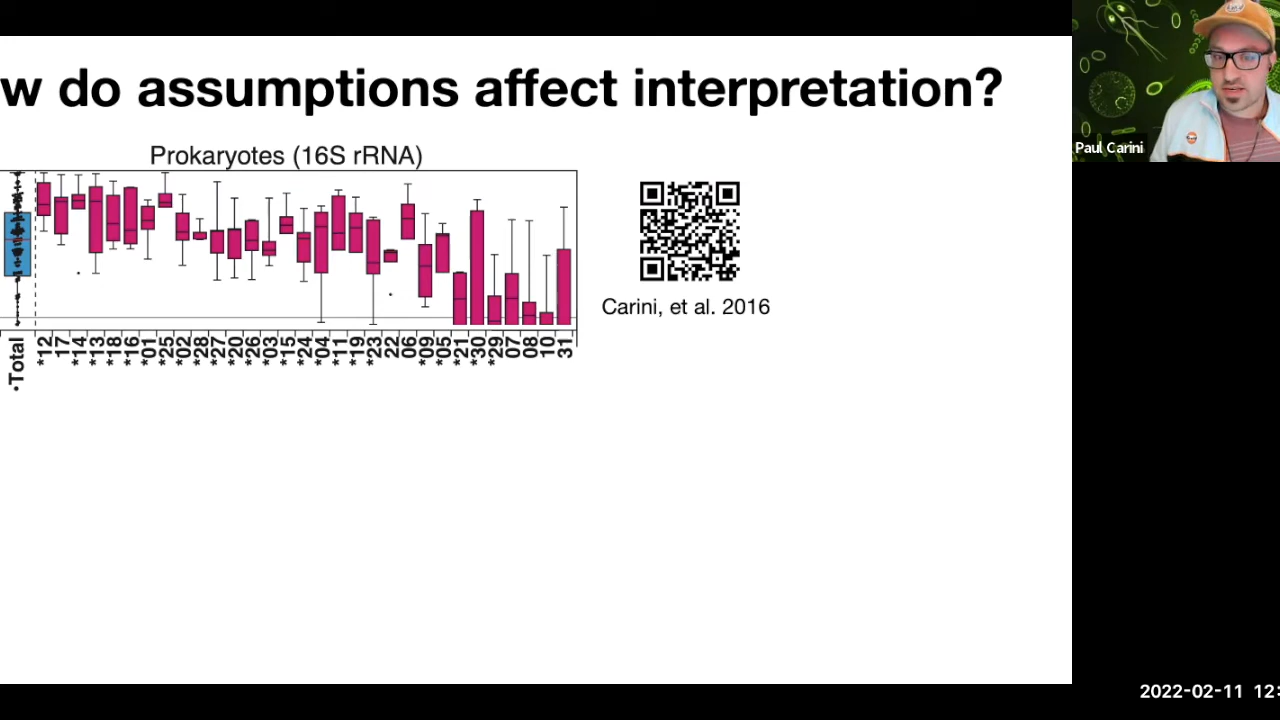 w do assumptions affect interpretation?
Prokaryotes (16S rRNA)
Paul Carini
Carini, et al. 2016
•Total *12 17 *14 *13 *18 *16 *01 *25 *02 *28 *27 *20 *26 *03 *15 *24 *04 *11 *19 *23 22 06 *09 *05 *21 *30 *29 07 08 10 31
2022-02-11 12: